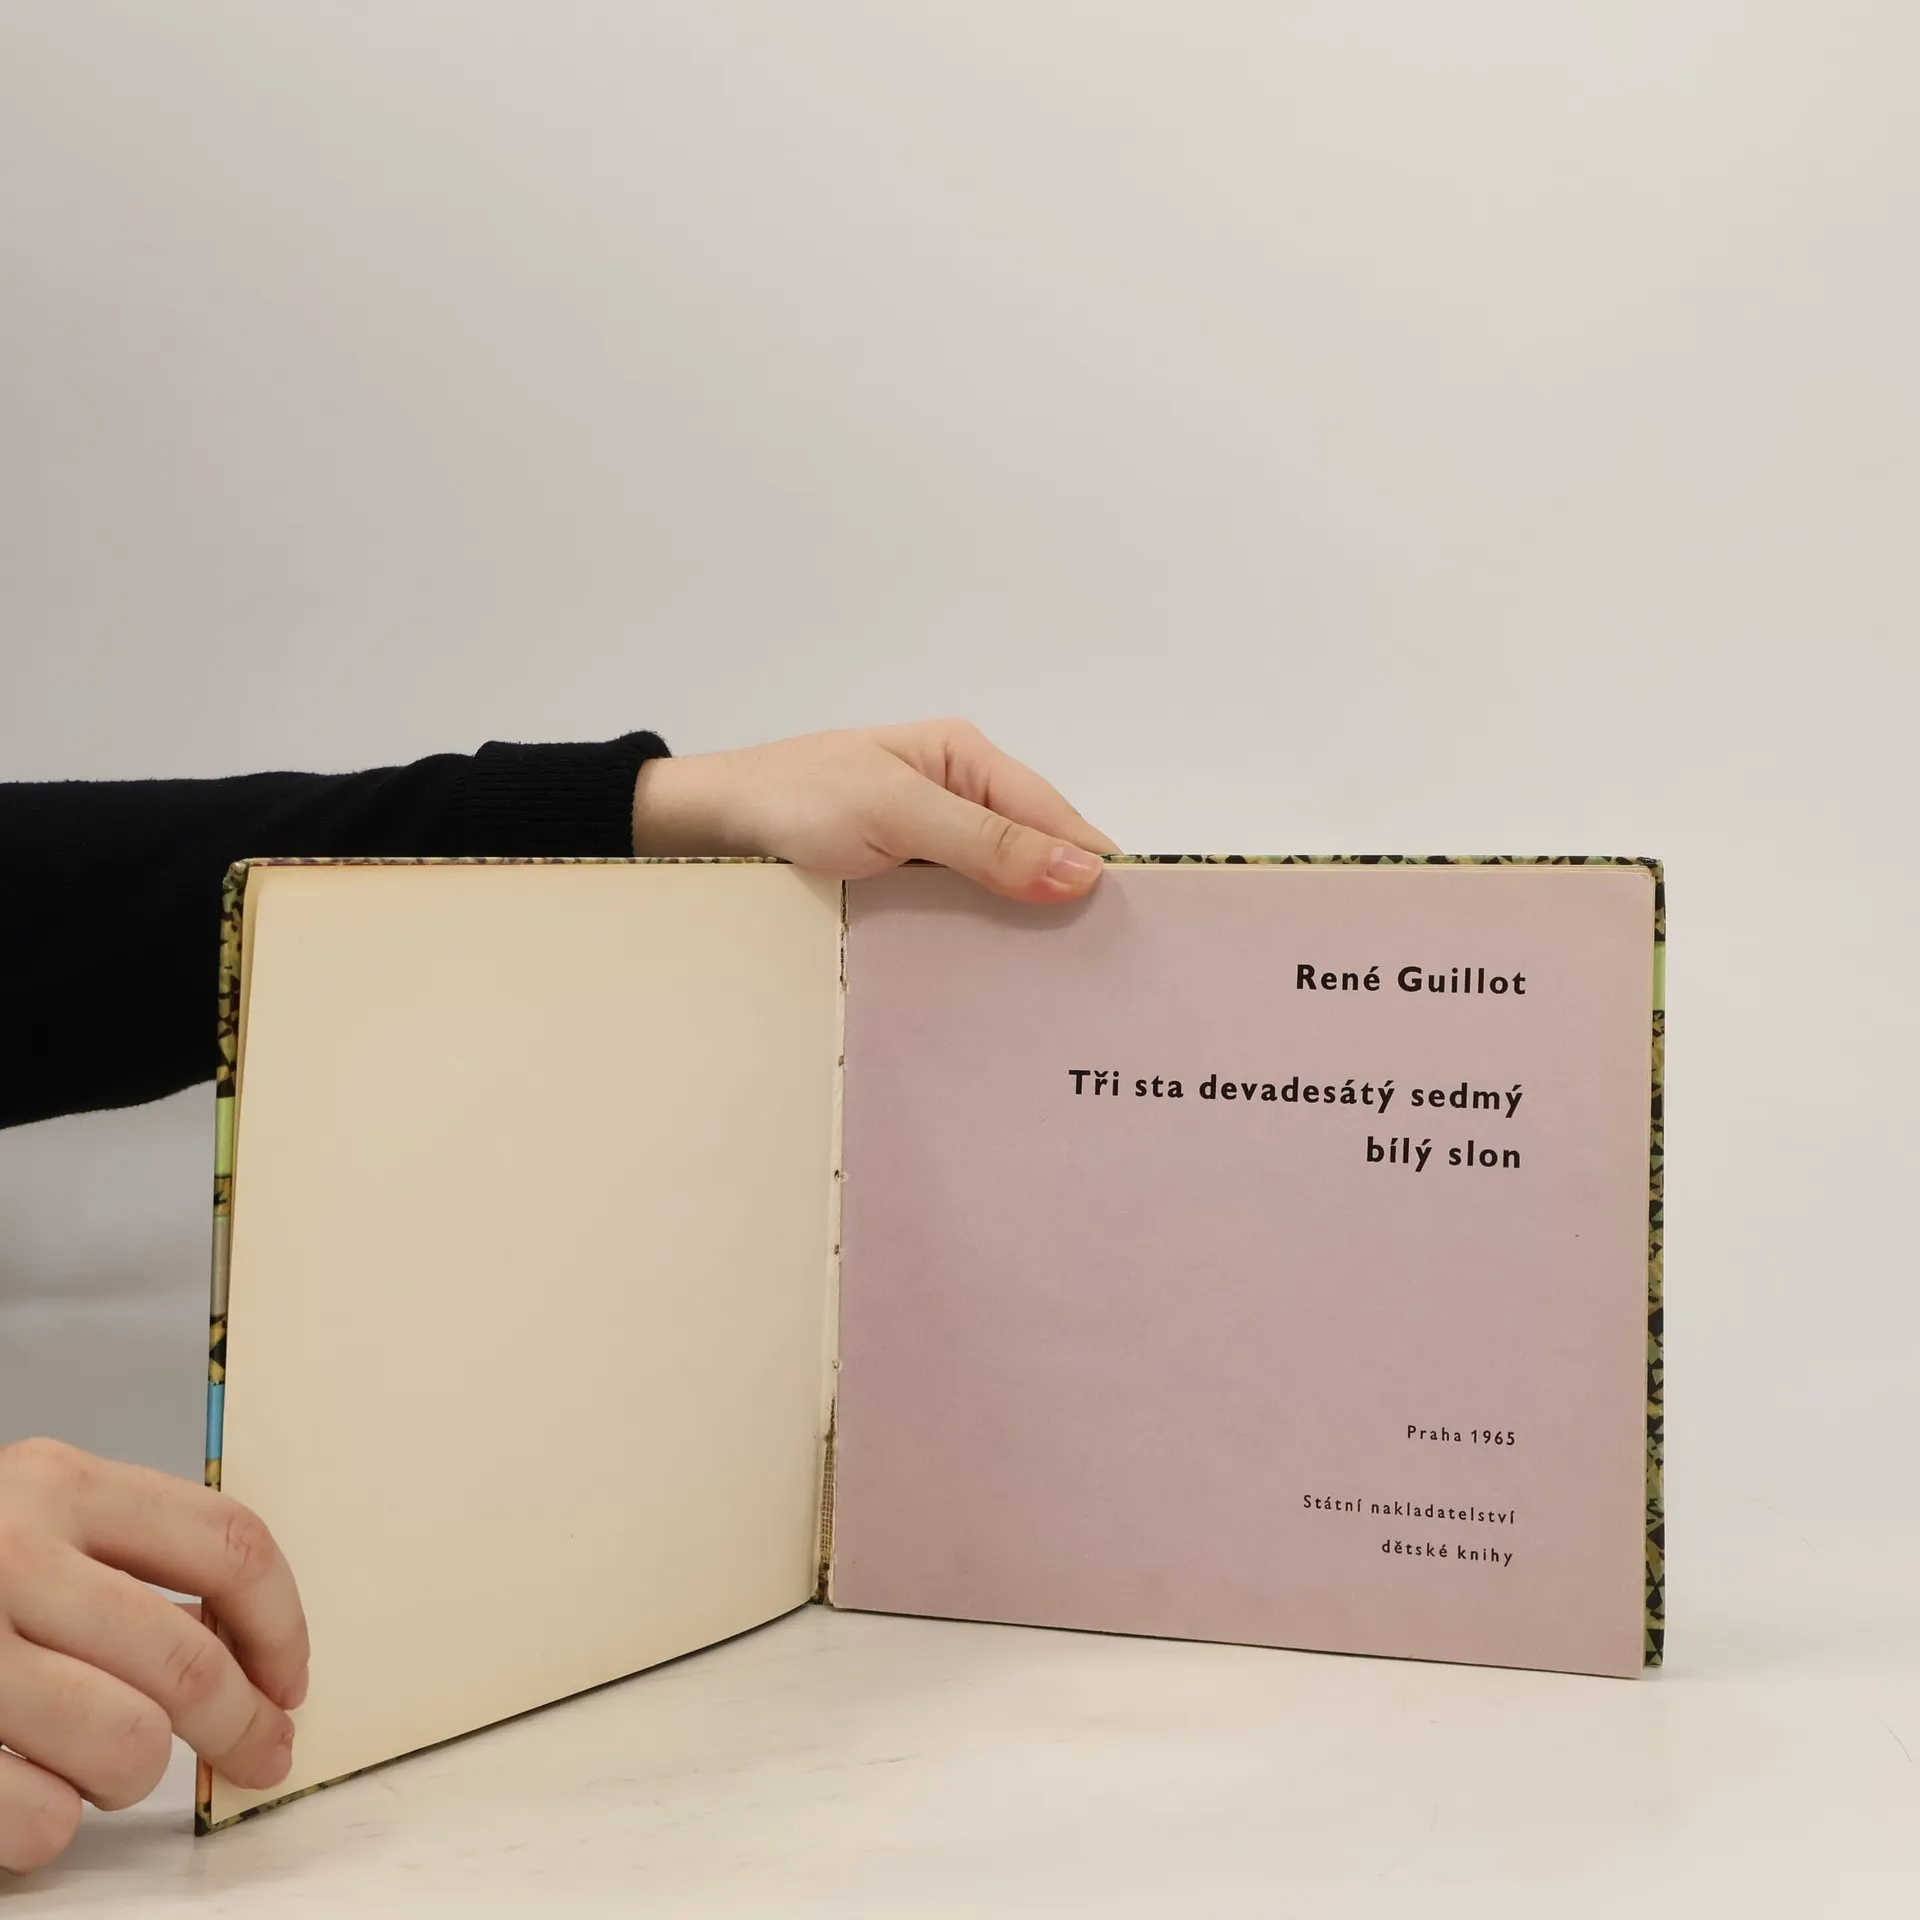 René Guillot
Tři sta devadesátý sedmý
bílý slon
Praha 1965
Státní nakladatelství
dětské knihy